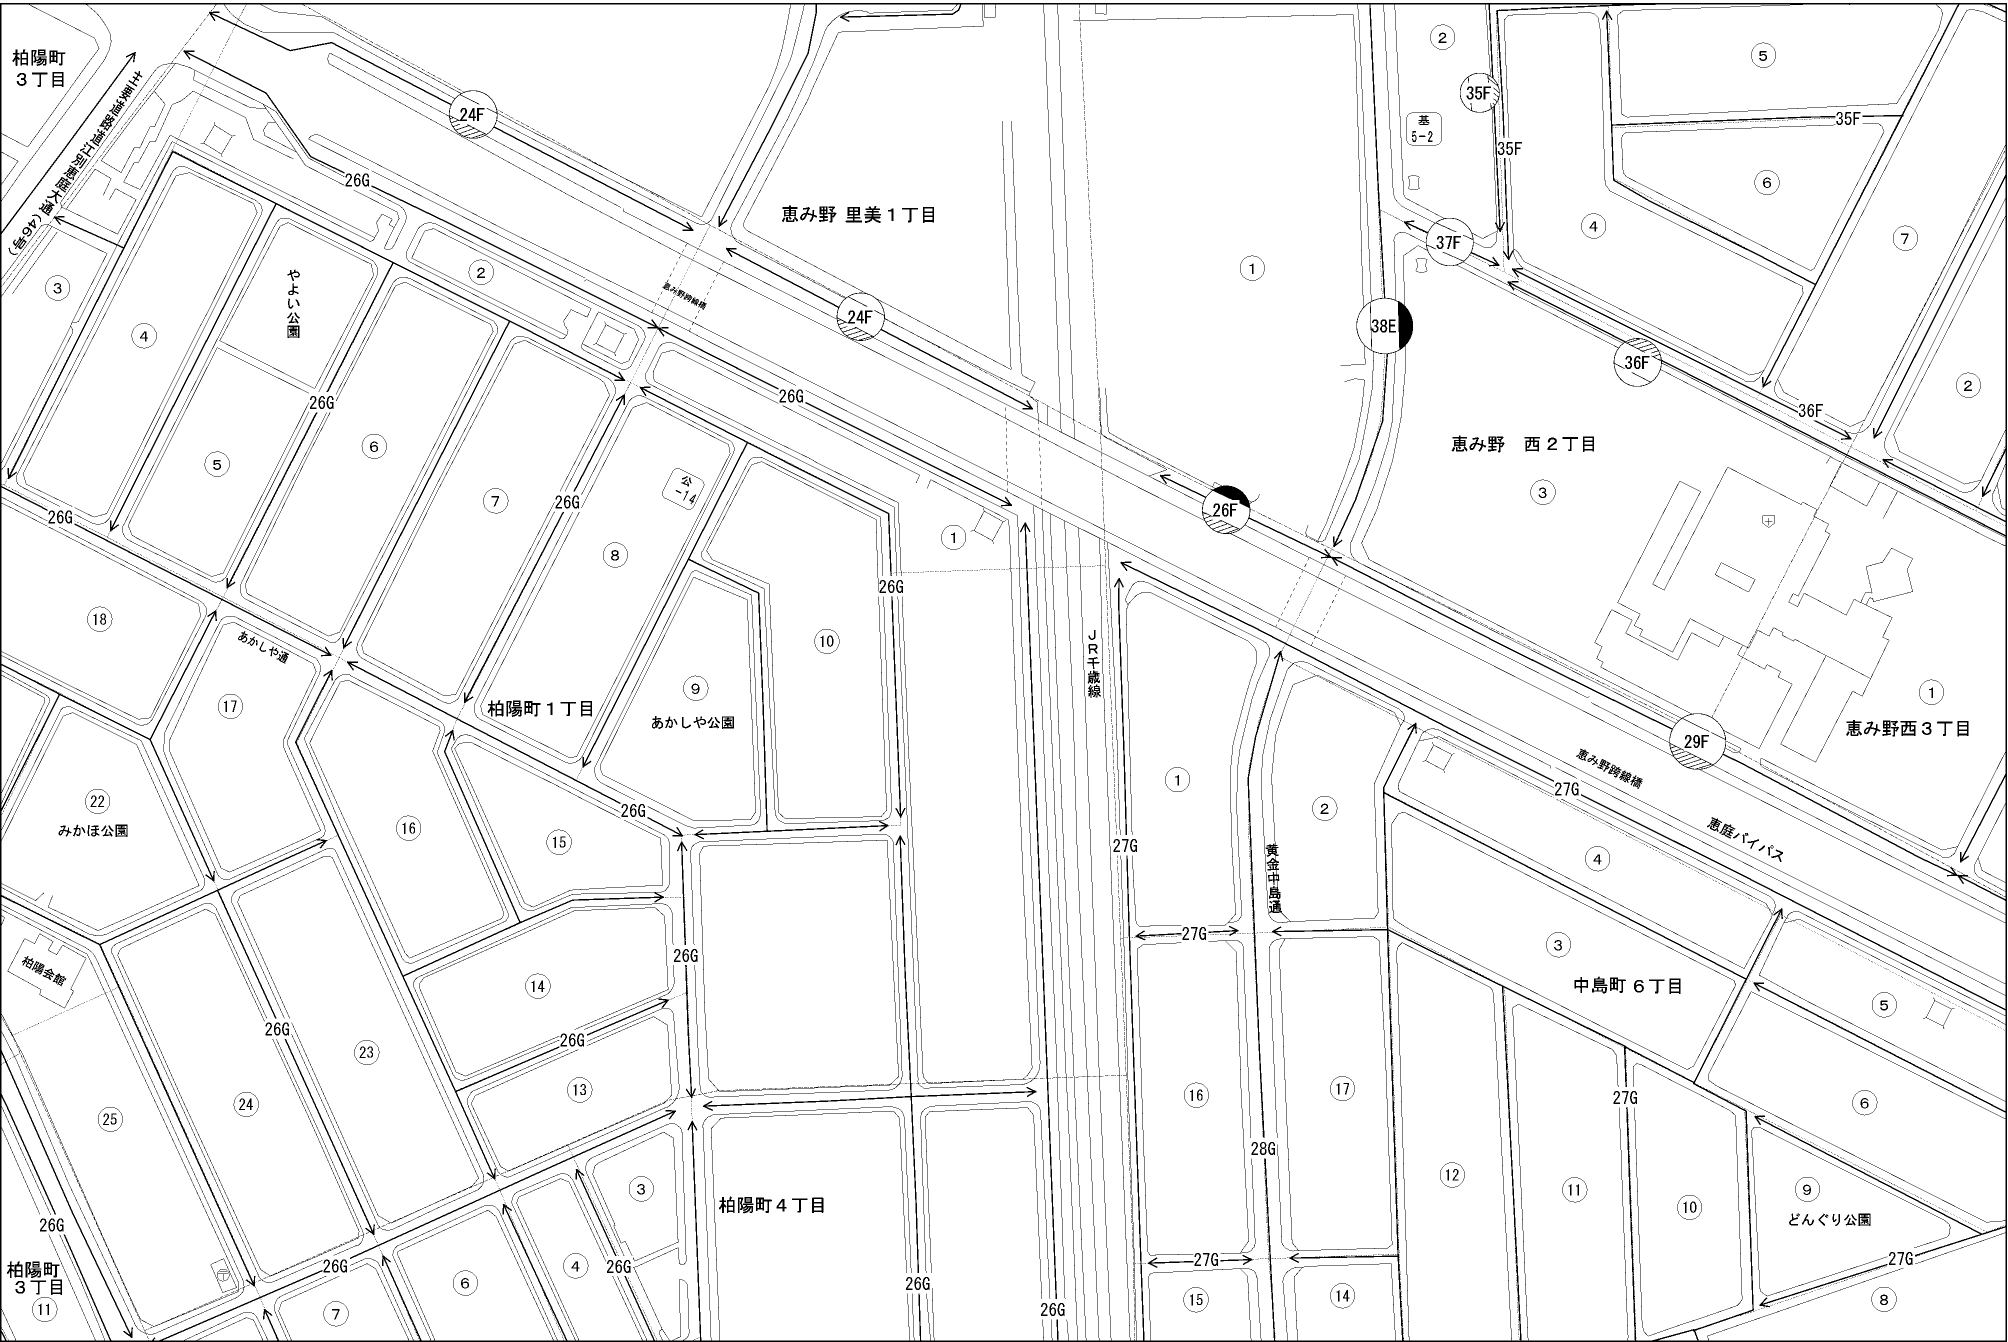 柏陽町
３丁目
主要道路道江別恵庭大通(46号)
24F
②
35F
⑤
基
5-2
35F
35F
26G
⑥
恵み野 里美１丁目
④
37F
⑦
①
③
やよい公園
②
恵み野跨線橋
24F
38E
④
36F
26G
26G
36F
②
⑤
⑥
恵み野 西２丁目
公
-14
③
⑦
26G
26F
26G
①
⑧
26G
⑱
あかしや通
⑩
JR千歳線
⑰
柏陽町１丁目
⑨
あかしや公園
①
恵み野西３丁目
29F
恵み野跨線橋
27G
①
②
㉒
みかほ公園
26G
⑯
⑮
27G
恵庭バイパス
④
黄金中島通
27G
③
26G
柏陽会館
⑭
中島町６丁目
⑤
26G
26G
㉓
⑬
⑯
⑰
27G
⑥
㉕
㉔
28G
⑫
⑪
⑩
⑨
どんぐり公園
③
柏陽町４丁目
26G
26G
④
26G
27G
27G
柏陽町
３丁目
⑪
⑥
26G
26G
⑦
⑮
⑭
⑧